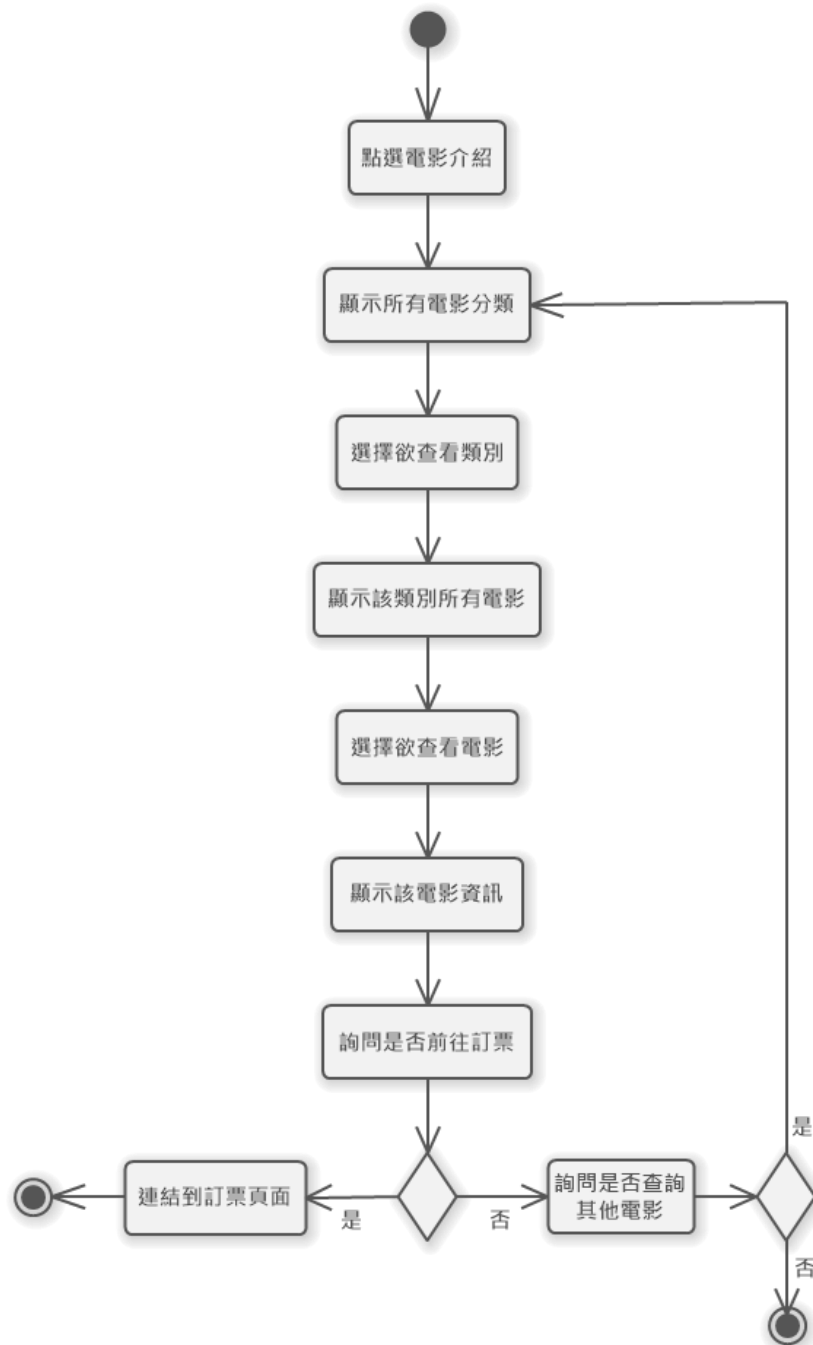 點選電影介紹
顯示所有電影分類
選擇欲查看類別
顯示該類別所有電影
選擇欲查看電影
顯示該電影資訊
詢問是否前往訂票
是
連結到訂票頁面
是
否
詢問是否查詢
其他電影
否